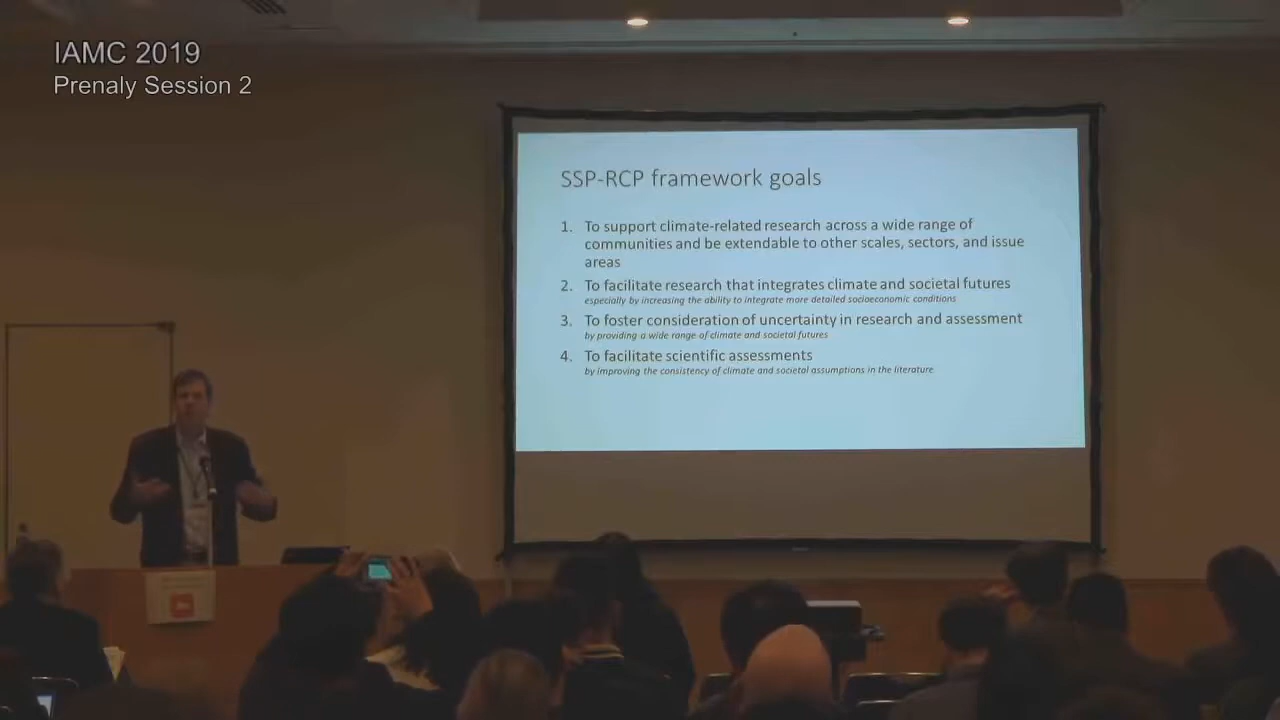 IAMC 2019
Prenaly Session 2
SSP-RCP framework goals
1. To support climate-related research across a wide range of
communities and be extendable to other scales, sectors, and issue
areas
2. To facilitate research that integrates climate and societal futures
especially by increasing the ability to integrate more detailed socioeconomic conditions
3. To foster consideration of uncertainty in research and assessment
by providing a wide range of climate and societal futures
4. To facilitate scientific assessments
by improving the consistency of climate and societal assumptions in the literature